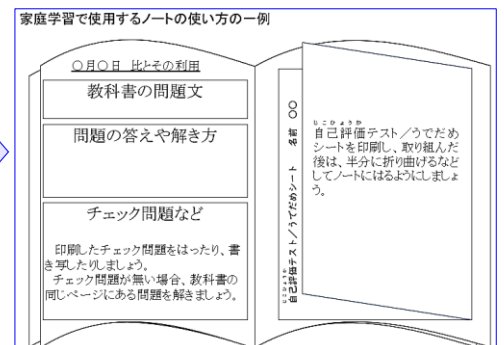 家庭学習で使用するノートの使い方の一例
○月○日 比とその利用
教科書の問題文
問題の答えや解き方
チェック問題など
印刷したチェック問題をはったり、書
き写したりしましょう。
チェック問題が無い場合、教科書の
同じページにある問題を解きましょう。
自己評価テスト/うでだめシート 名前 ○○
じこひょうか
自己評価テスト/うでだめ
シートを印刷し、取り組んだ
後は、半分に折り曲げるなど
してノートにはるようにしましょ
う。